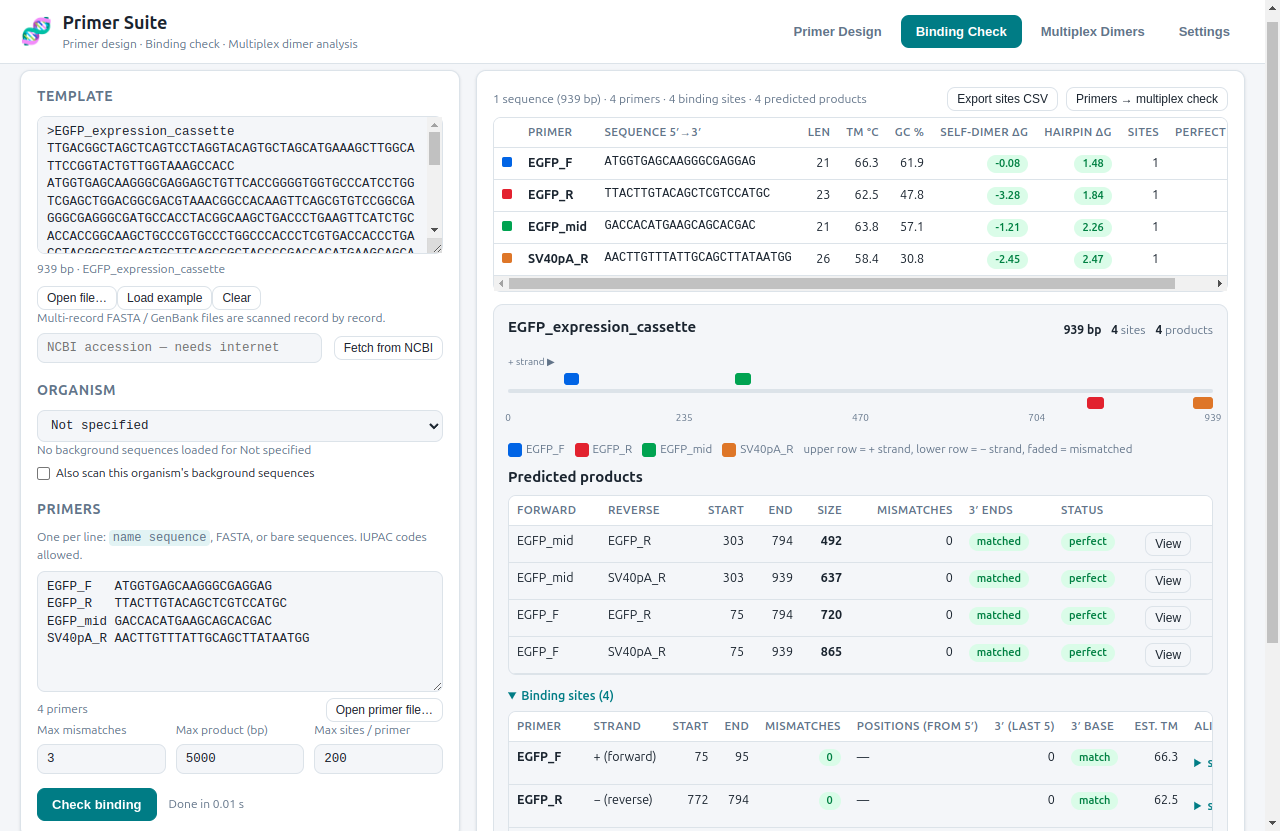 Primer Suite
Primer design · Binding check · Multiplex dimer analysis
Primer Design
Binding Check
Multiplex Dimers
Settings
TEMPLATE
>EGFP_expression_cassette
TTGACGGCTAGCTCAGTCCTAGGTACAGTGCTAGCATGAAAGCTTGGCA
TTCCGGTACTGTTGGTAAAGCCACC
ATGGTGAGCAAGGGCGAGGAGCTGTTCACCGGGGTGGTGCCCATCCTGG
TCGAGCTGGACGGCGACGTAAACGGCCACAAGTTCAGCGTGTCCGGCGA
GGGCGAGGGCGATGCCACCTACGGCAAGCTGACCCTGAAGTTCATCTGC
ACCACCGGCAAGCTGCCCGTGCCCTGGCCCACCCTCGTGACCACCCTGA
939 bp · EGFP_expression_cassette
Open file…
Load example
Clear
Multi-record FASTA / GenBank files are scanned record by record.
NCBI accession — needs internet
Fetch from NCBI
ORGANISM
Not specified
No background sequences loaded for Not specified
Also scan this organism's background sequences
PRIMERS
One per line: name sequence, FASTA, or bare sequences. IUPAC codes
allowed.
EGFP_F ATGGTGAGCAAGGGCGAGGAG
EGFP_R TTACTTGTACAGCTCGTCCATGC
EGFP_mid GACCACATGAAGCAGCACGAC
SV40pA_R AACTTGTTTATTGCAGCTTATAATGG
4 primers
Open primer file…
Max mismatches
Max product (bp)
Max sites / primer
3
5000
200
Check binding
Done in 0.01 s
1 sequence (939 bp) · 4 primers · 4 binding sites · 4 predicted products
Export sites CSV
Primers → multiplex check
PRIMER SEQUENCE 5′→3′ LEN TM °C GC % SELF-DIMER ΔG HAIRPIN ΔG SITES PERFECT
EGFP_F ATGGTGAGCAAGGGCGAGGAG 21 66.3 61.9 -0.08 1.48 1
EGFP_R TTACTTGTACAGCTCGTCCATGC 23 62.5 47.8 -3.28 1.84 1
EGFP_mid GACCACATGAAGCAGCACGAC 21 63.8 57.1 -1.21 2.26 1
SV40pA_R AACTTGTTTATTGCAGCTTATAATGG 26 58.4 30.8 -2.45 2.47 1
EGFP_expression_cassette
939 bp 4 sites 4 products
+ strand ▶
0 235 470 704 939
EGFP_F EGFP_R EGFP_mid SV40pA_R upper row = + strand, lower row = − strand, faded = mismatched
Predicted products
FORWARD REVERSE START END SIZE MISMATCHES 3′ ENDS STATUS
EGFP_mid EGFP_R 303 794 492 0 matched perfect View
EGFP_mid SV40pA_R 303 939 637 0 matched perfect View
EGFP_F EGFP_R 75 794 720 0 matched perfect View
EGFP_F SV40pA_R 75 939 865 0 matched perfect View
▼ Binding sites (4)
PRIMER STRAND START END MISMATCHES POSITIONS (FROM 5′) 3′ (LAST 5) 3′ BASE EST. TM
EGFP_F + (forward) 75 95 0 — 0 match 66.3
EGFP_R − (reverse) 772 794 0 — 0 match 62.5